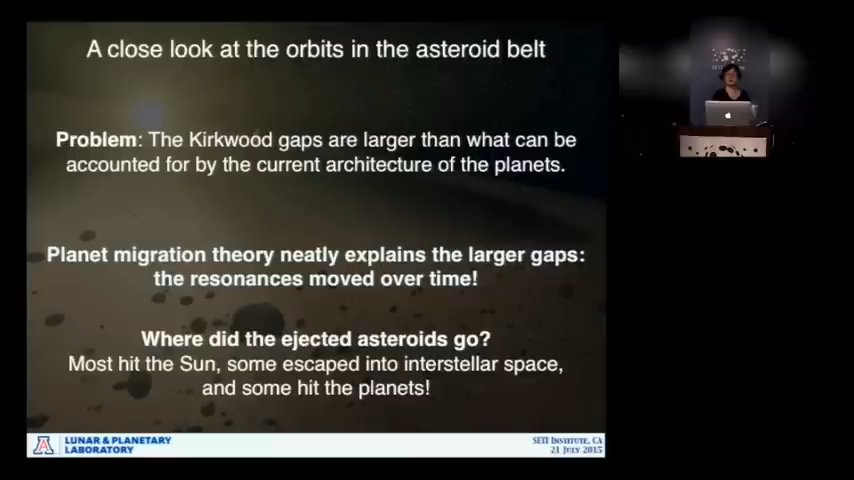 A close look at the orbits in the asteroid belt
Problem: The Kirkwood gaps are larger than what can be
accounted for by the current architecture of the planets.
Planet migration theory neatly explains the larger gaps:
the resonances moved over time!
Where did the ejected asteroids go?
Most hit the Sun, some escaped into interstellar space,
and some hit the planets!
A
LUNAR & PLANETARY
LABORATORY
SETI INSTITUTE, CA
21 JULY 2015